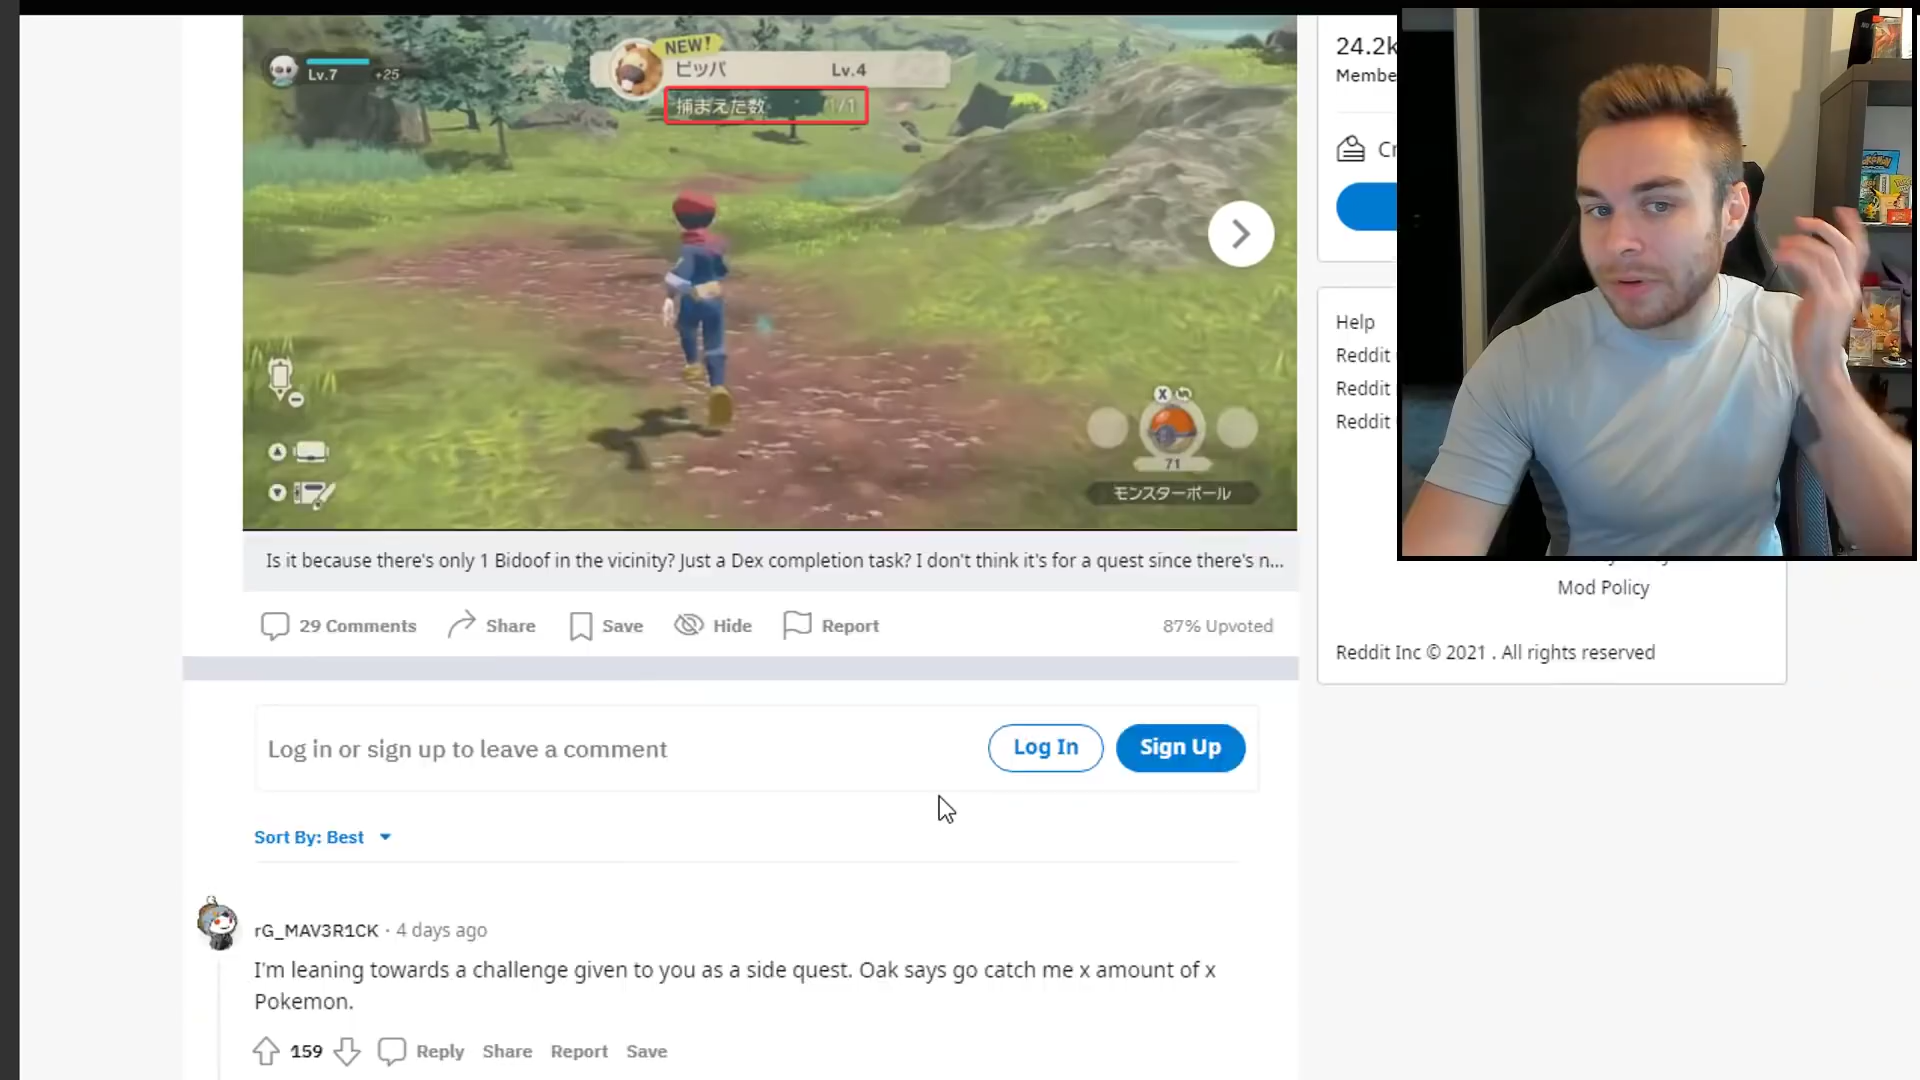 NEW!
ビッパ Lv.4
Lv.7 +25
捕まえた数 1/1
X
71
モンスターボール
24.2k
Membe
Cr
Help
Reddit
Reddit
Reddit
Mod Policy
Reddit Inc © 2021 . All rights reserved
Is it because there's only 1 Bidoof in the vicinity? Just a Dex completion task? I don't think it's for a quest since there's n...
29 Comments Share Save Hide Report 87% Upvoted
Log in or sign up to leave a comment Log In Sign Up
Sort By: Best
rG_MAV3R1CK · 4 days ago
I'm leaning towards a challenge given to you as a side quest. Oak says go catch me x amount of x
Pokemon.
159 Reply Share Report Save